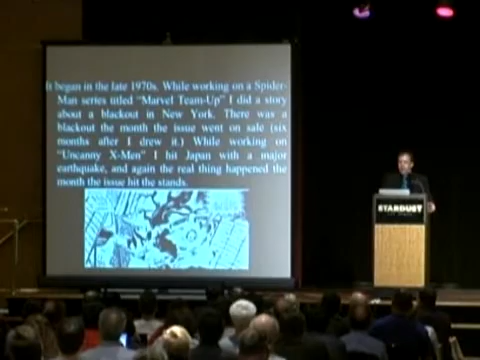 It began in the late 1970s. While working on a Spider-
Man series titled "Marvel Team-Up" I did a story
about a blackout in New York. There was a
blackout the month the issue went on sale (six
months after I drew it.) While working on
"Uncanny X-Men" I hit Japan with a major
earthquake, and again the real thing happened the
month the issue hit the stands.
STARDUST